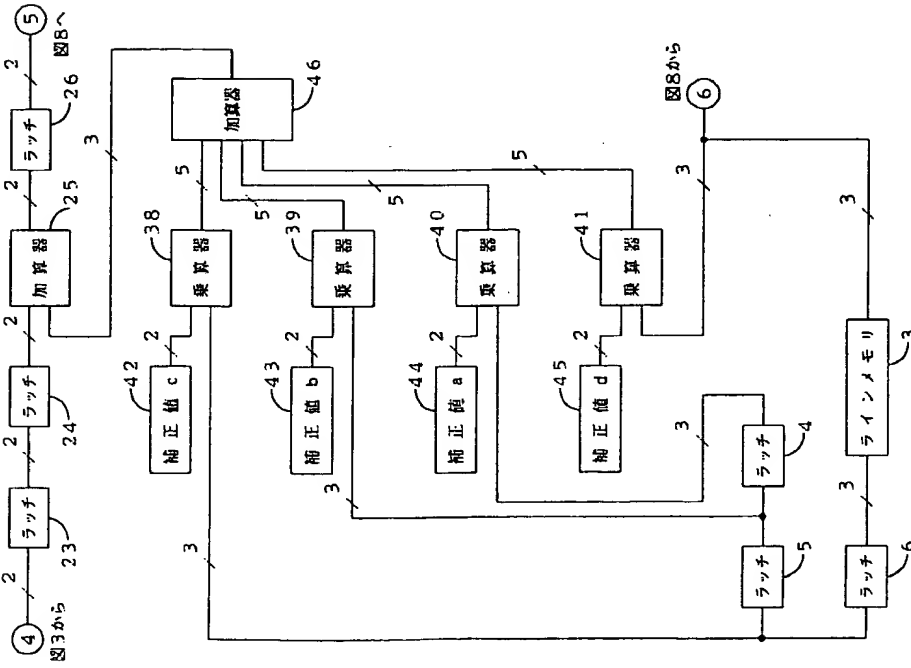 4
図3から
2
ラッチ
23
2
ラッチ
24
2
加算器
25
2
ラッチ
26
2
5
図8へ
3
加算器
46
補正値 c
42
2
乗算器
38
5
補正値 b
43
2
乗算器
39
5
補正値 a
44
2
乗算器
40
5
補正値 d
45
2
乗算器
41
5
3
3
3
3
図8から
6
3
ラッチ
5
ラッチ
4
ラッチ
6
3
ラインメモリ
3